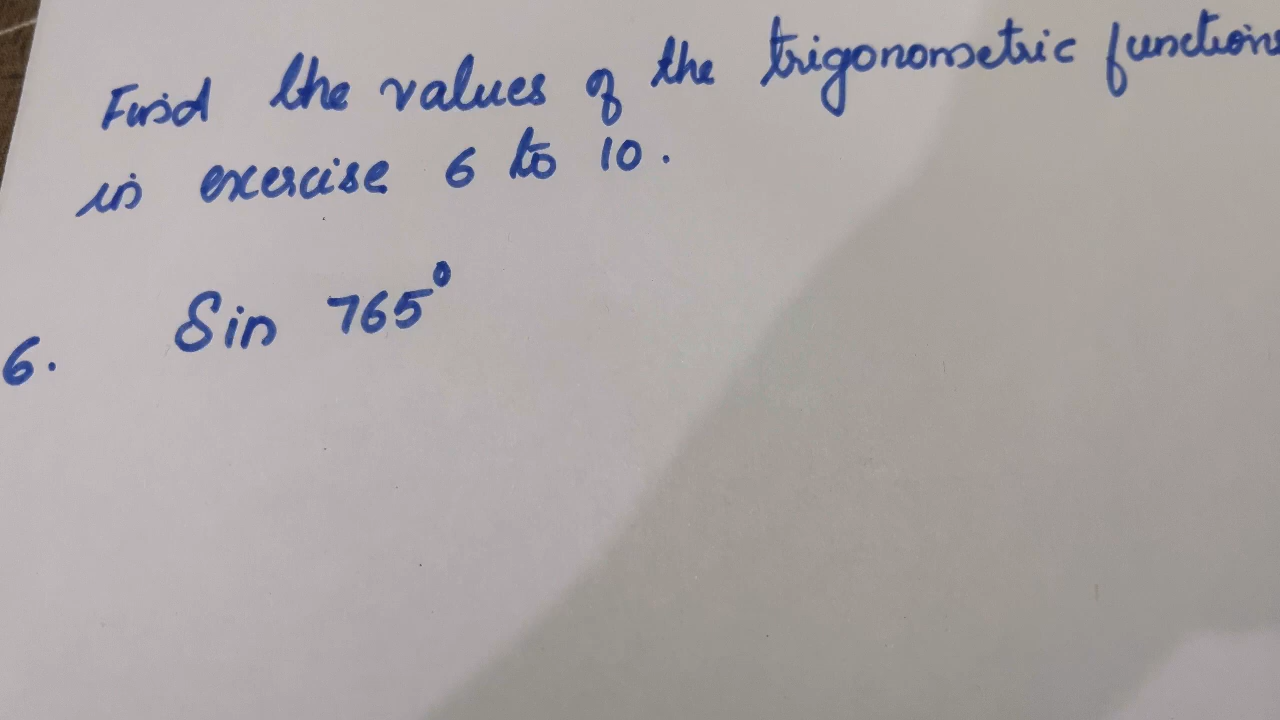 Find the values of the trigonometric functions
in exercise 6 to 10.
6. Sin 765°